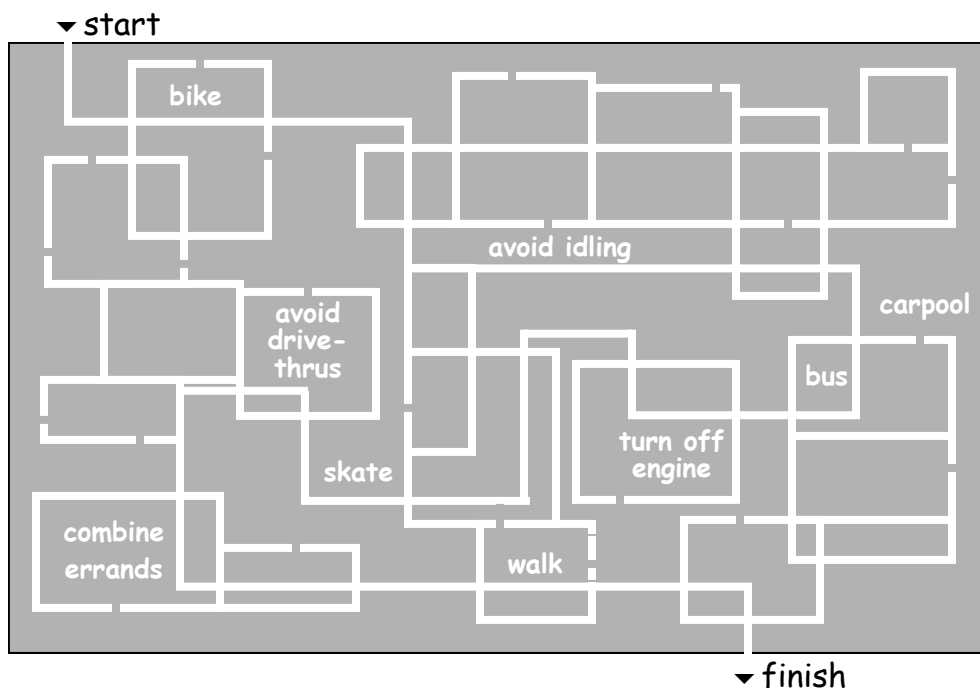 start
bike
avoid idling
carpool
avoid
drive-
thrus
bus
turn off
engine
skate
combine
errands
walk
finish